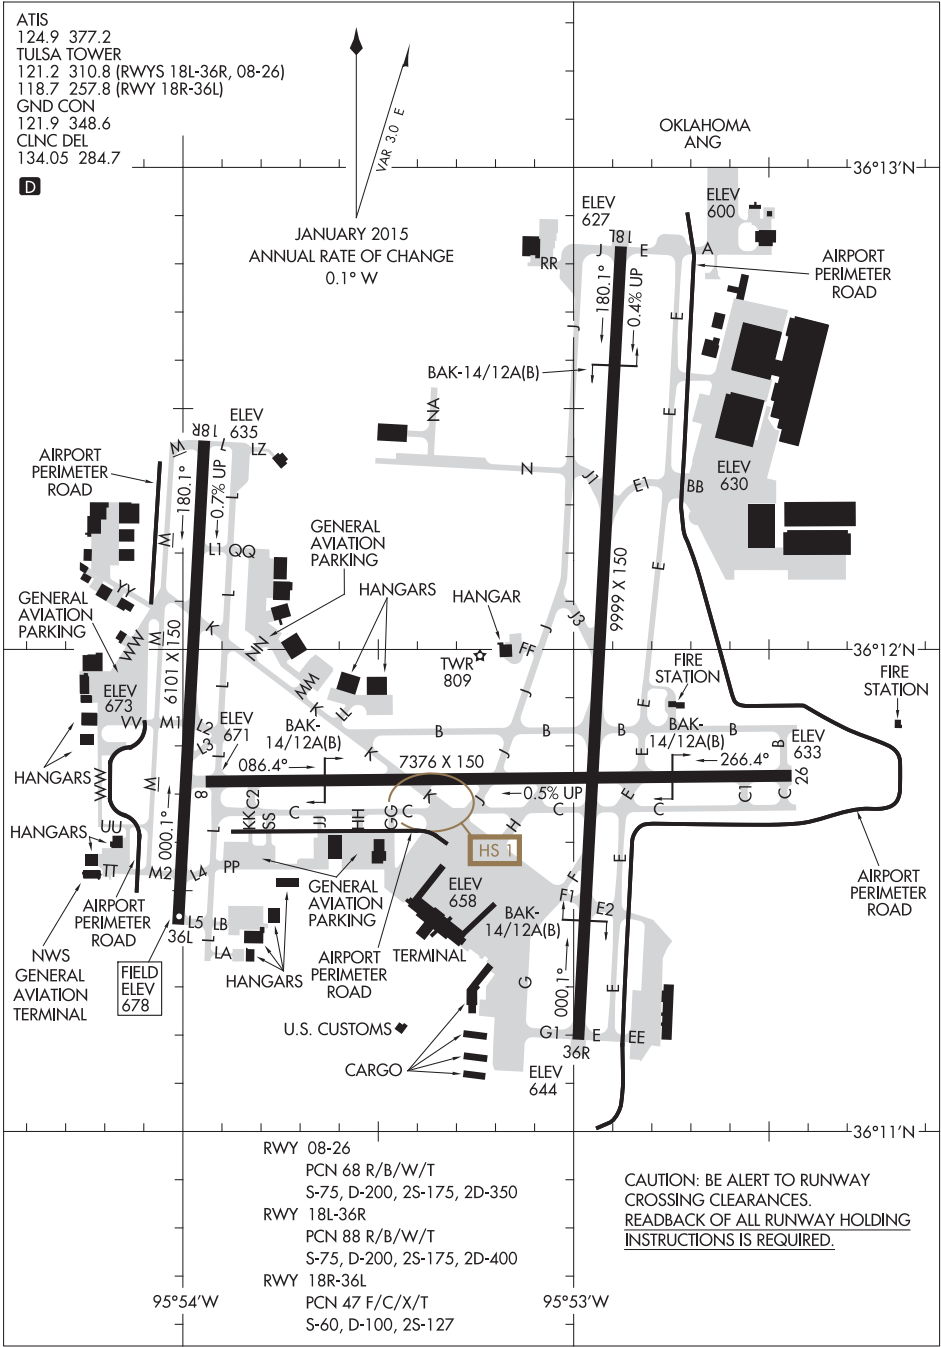 ATIS
124.9 377.2
TULSA TOWER
121.2 310.8 (RWYS 18L-36R, 08-26)
118.7 257.8 (RWY 18R-36L)
GND CON
121.9 348.6
CLNC DEL
134.05 284.7
D
VAR 3.0 E
JANUARY 2015
ANNUAL RATE OF CHANGE
0.1° W
OKLAHOMA
ANG
36°13'N
ELEV
627
ELEV
600
18L
RR
J
E
A
AIRPORT
PERIMETER
ROAD
180.1°
0.4% UP
J
E
BAK-14/12A(B)
E
NA
18R
ELEV
635
M
L
LZ
AIRPORT
PERIMETER
ROAD
180.1°
0.7% UP
L
N
J1
E1
BB
ELEV
630
M
L1
QQ
GENERAL
AVIATION
PARKING
HANGARS
HANGAR
9999 X 150
E
YY
GENERAL
AVIATION
PARKING
L
K
NN
J
J3
FF
WW
M
6101 X 150
TWR
809
36°12'N
FIRE
STATION
FIRE
STATION
ELEV
673
L
MM
K
LL
J
E
VV
M1
L2
L3
ELEV
671
BAK-
14/12A(B)
K
B
B
B
B
BAK-
14/12A(B)
B
ELEV
633
HANGARS
J
E
086.4°
7376 X 150
266.4°
26
WW
M
8
0.5% UP
KK
C2
SS
C
JJ
HH
GG
C
K
J
H
C
E
C
C1
C
HANGARS
UU
000.1°
L
HS 1
TT
M2
L4
PP
GENERAL
AVIATION
PARKING
ELEV
658
F
F1
E2
E
AIRPORT
PERIMETER
ROAD
AIRPORT
PERIMETER
ROAD
36L
L5
LB
L
LA
HANGARS
AIRPORT
PERIMETER
ROAD
TERMINAL
BAK-
14/12A(B)
NWS
GENERAL
AVIATION
TERMINAL
FIELD
ELEV
678
G
000.1°
E
U.S. CUSTOMS
G1
E
EE
36R
CARGO
ELEV
644
36°11'N
RWY 08-26
PCN 68 R/B/W/T
S-75, D-200, 2S-175, 2D-350
RWY 18L-36R
PCN 88 R/B/W/T
S-75, D-200, 2S-175, 2D-400
RWY 18R-36L
PCN 47 F/C/X/T
S-60, D-100, 2S-127
CAUTION: BE ALERT TO RUNWAY
CROSSING CLEARANCES.
READBACK OF ALL RUNWAY HOLDING
INSTRUCTIONS IS REQUIRED.
95°54'W
95°53'W